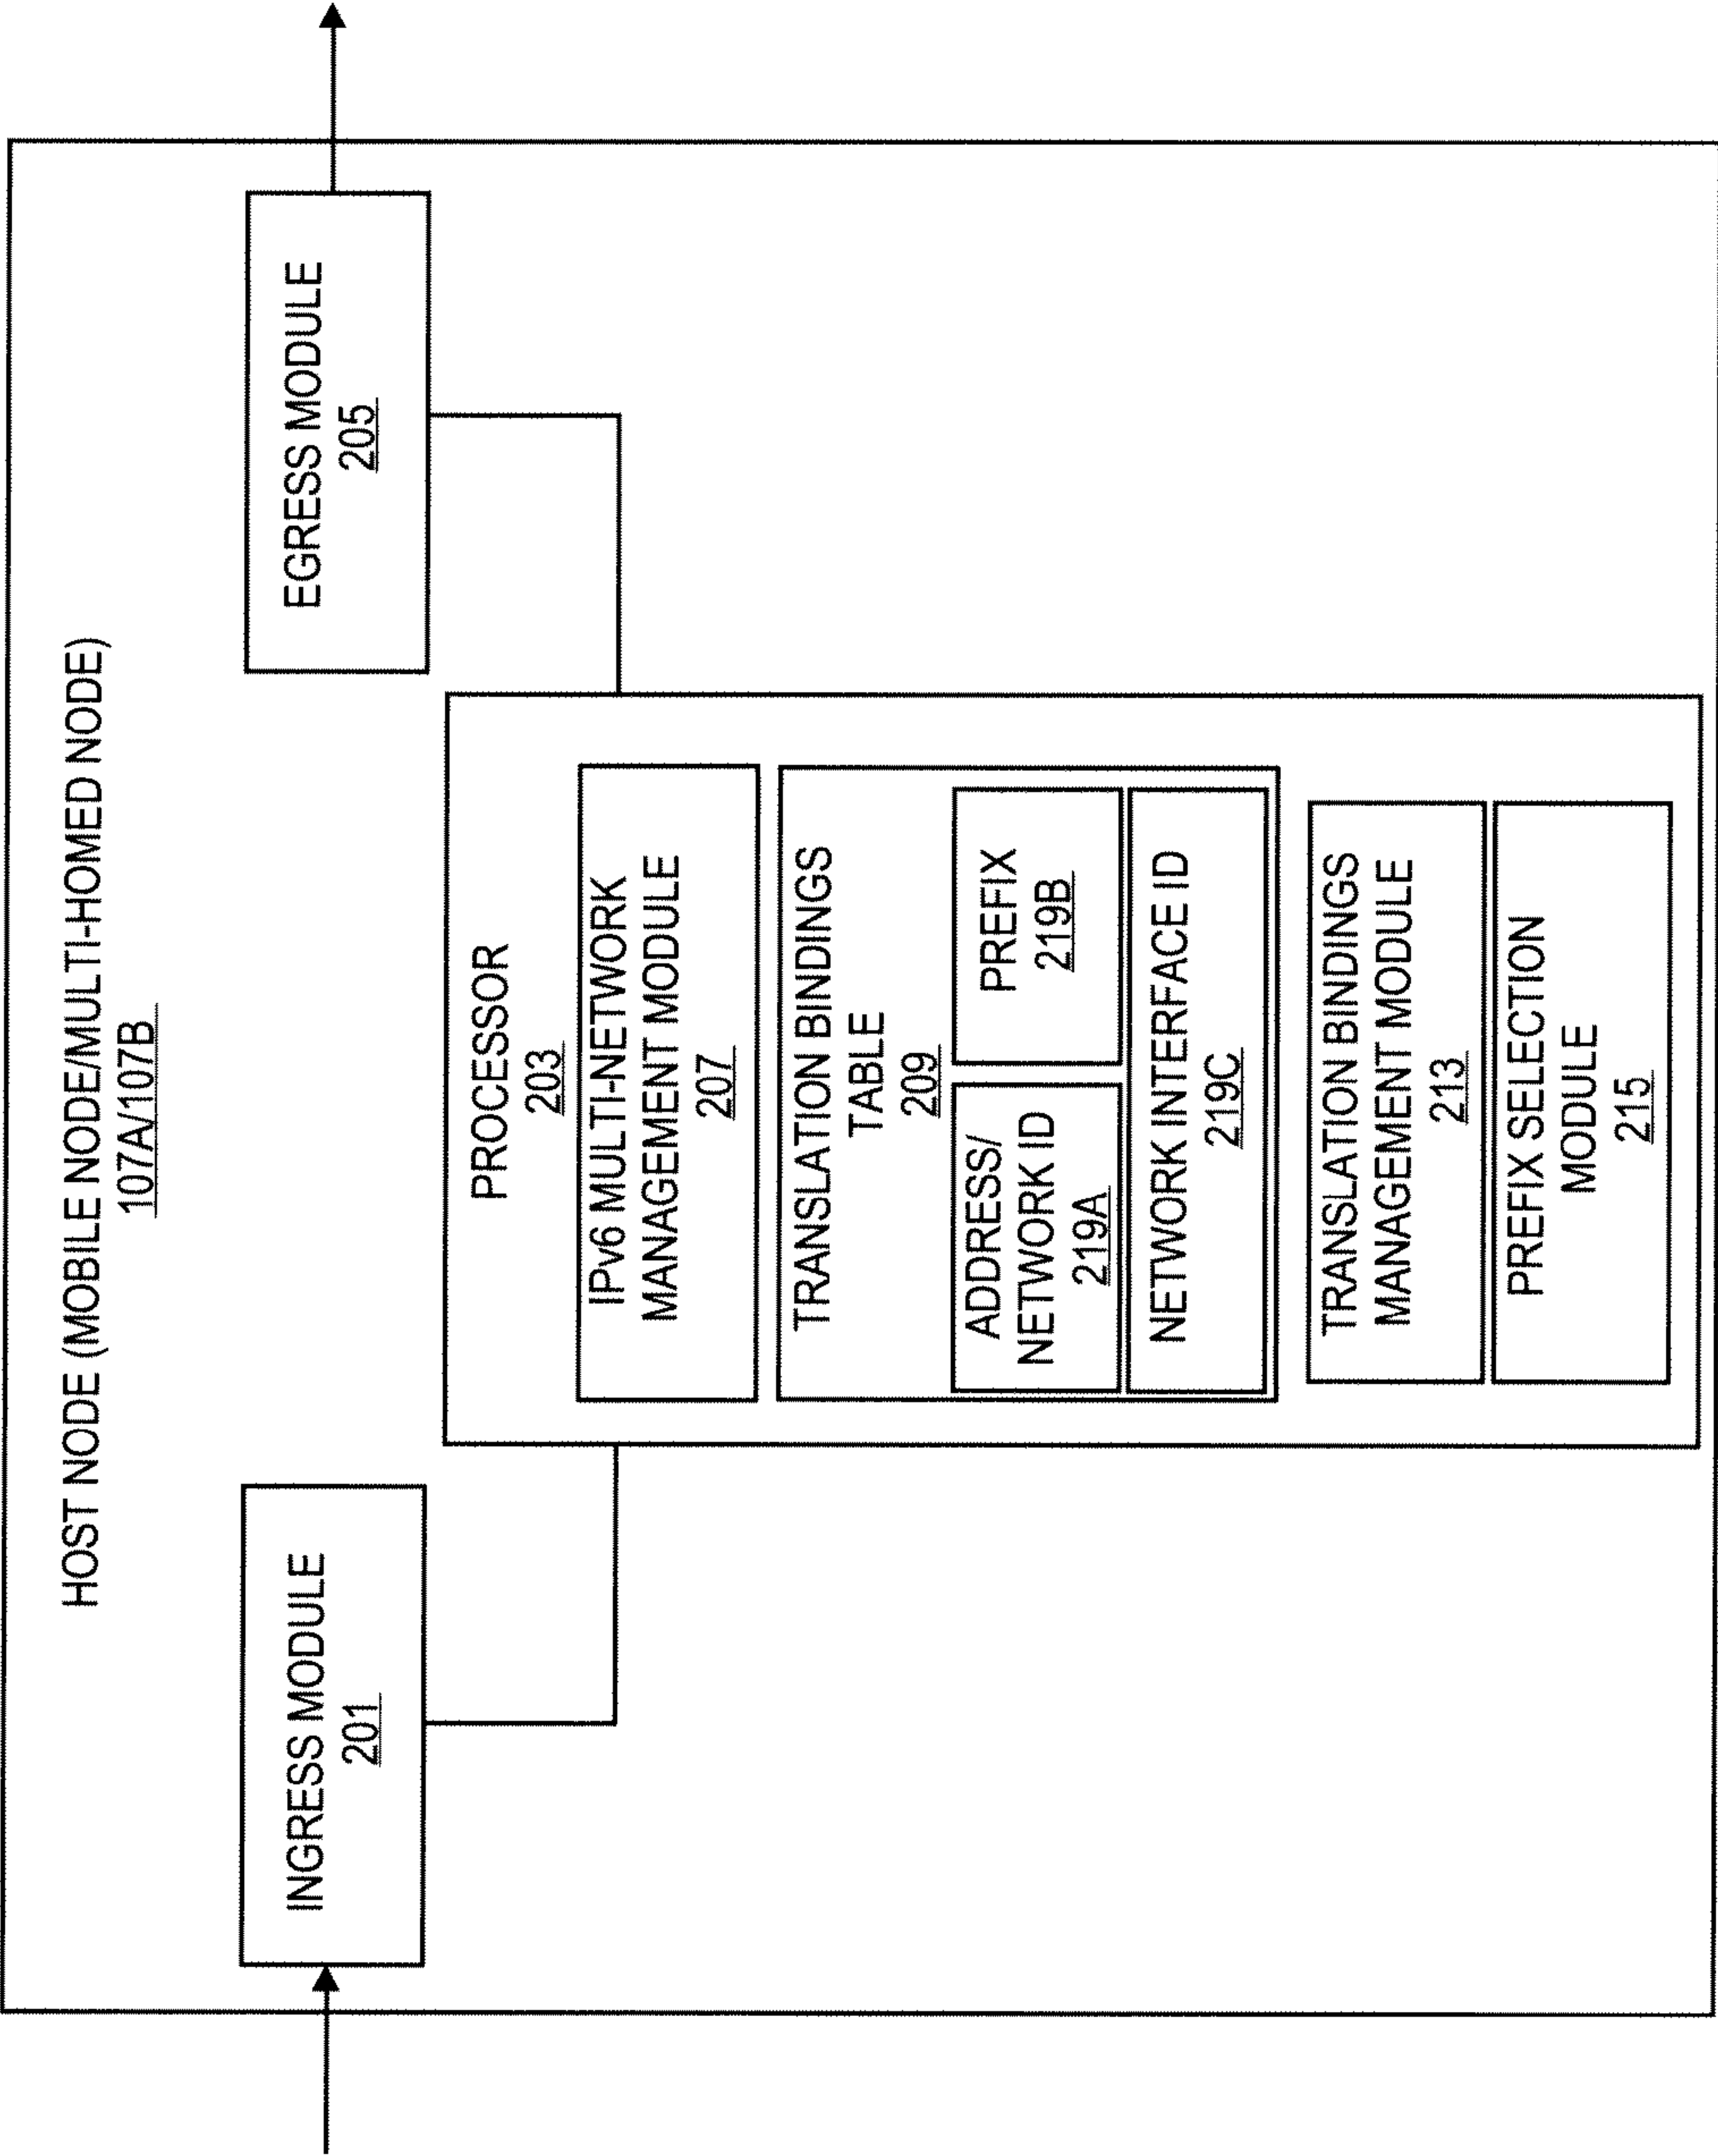 HOST NODE (MOBILE NODE/MULTI-HOMED NODE)
107A/107B
INGRESS MODULE
201
EGRESS MODULE
205
PROCESSOR
203
IPv6 MULTI-NETWORK
MANAGEMENT MODULE
207
TRANSLATION BINDINGS
TABLE
209
ADDRESS/
NETWORK ID
219A
PREFIX
219B
NETWORK INTERFACE ID
219C
TRANSLATION BINDINGS
MANAGEMENT MODULE
213
PREFIX SELECTION
MODULE
215